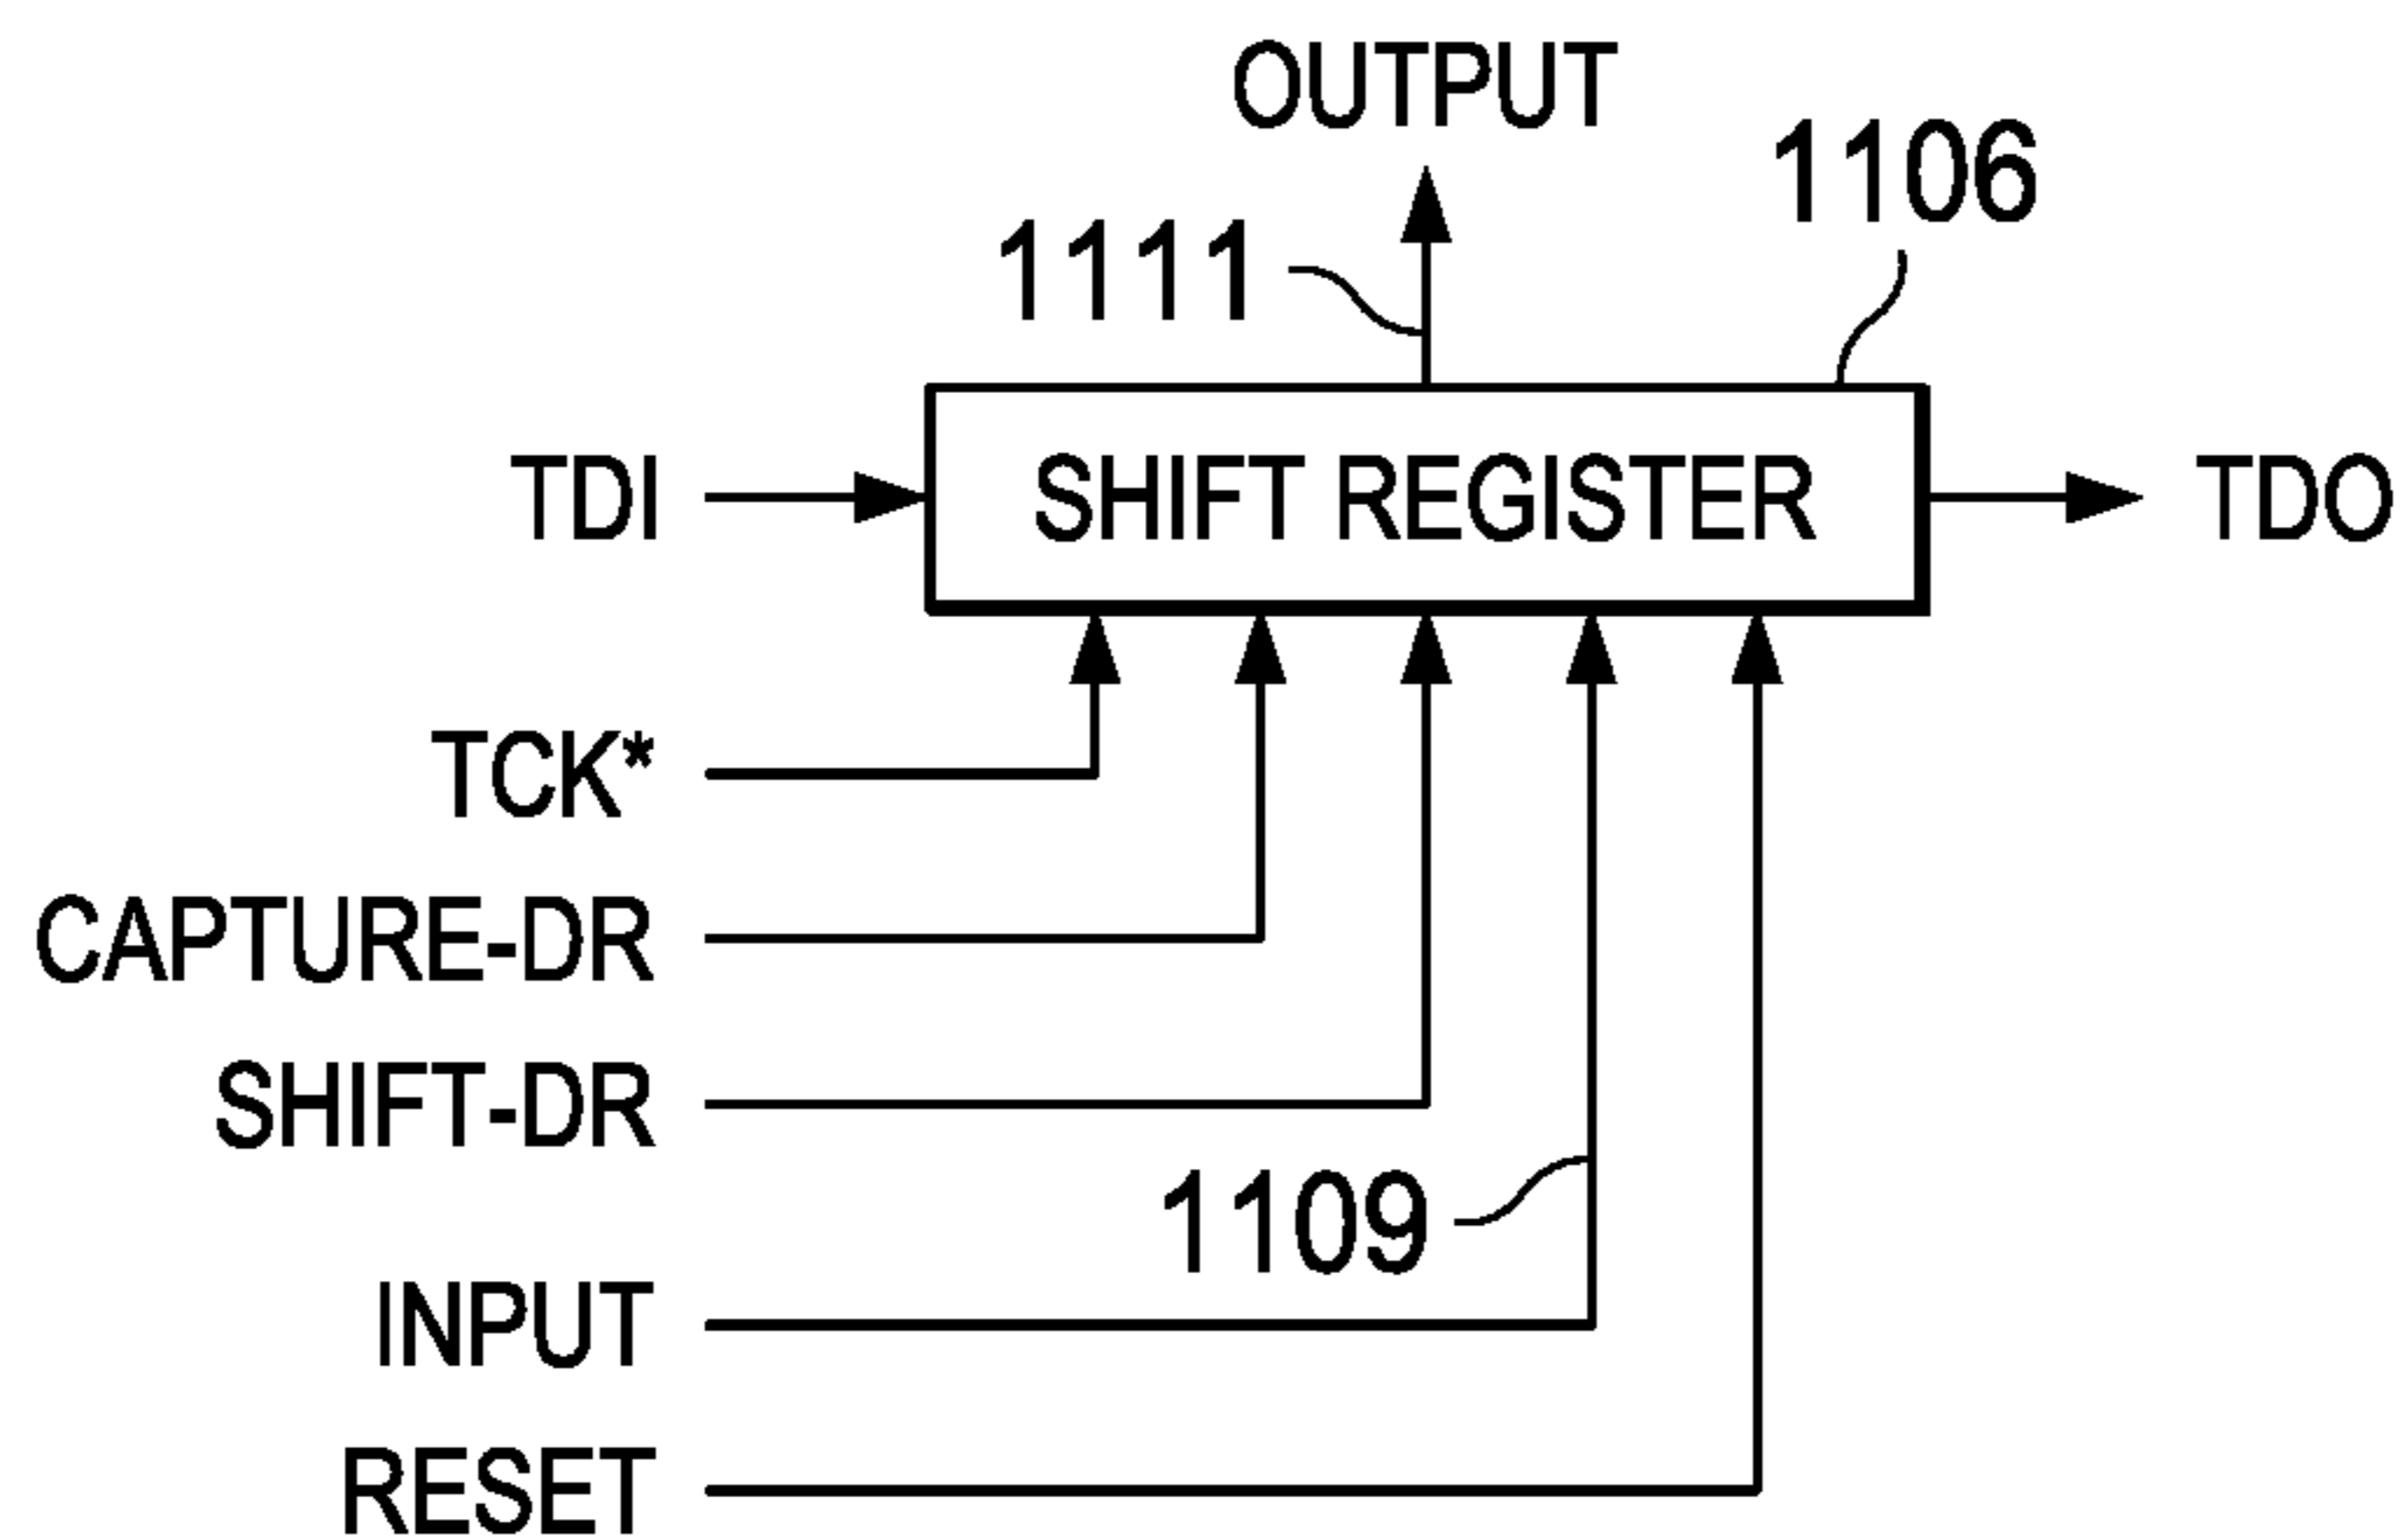 OUTPUT
1106
1111
TDI
SHIFT REGISTER
TDO
TCK*
CAPTURE-DR
SHIFT-DR
1109
INPUT
RESET